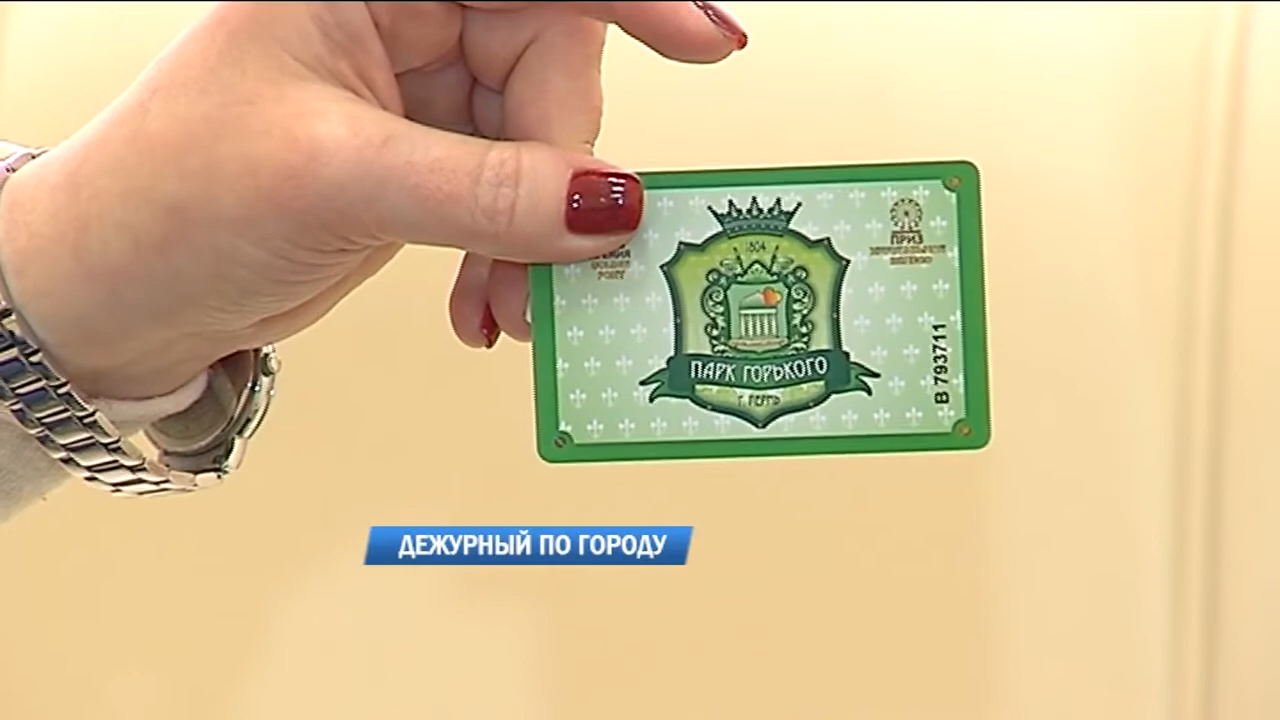 1804
ПАРК ГОРЬКОГО
Г. ПЕРМЬ
ПРИЗ
В 793711
ДЕЖУРНЫЙ ПО ГОРОДУ